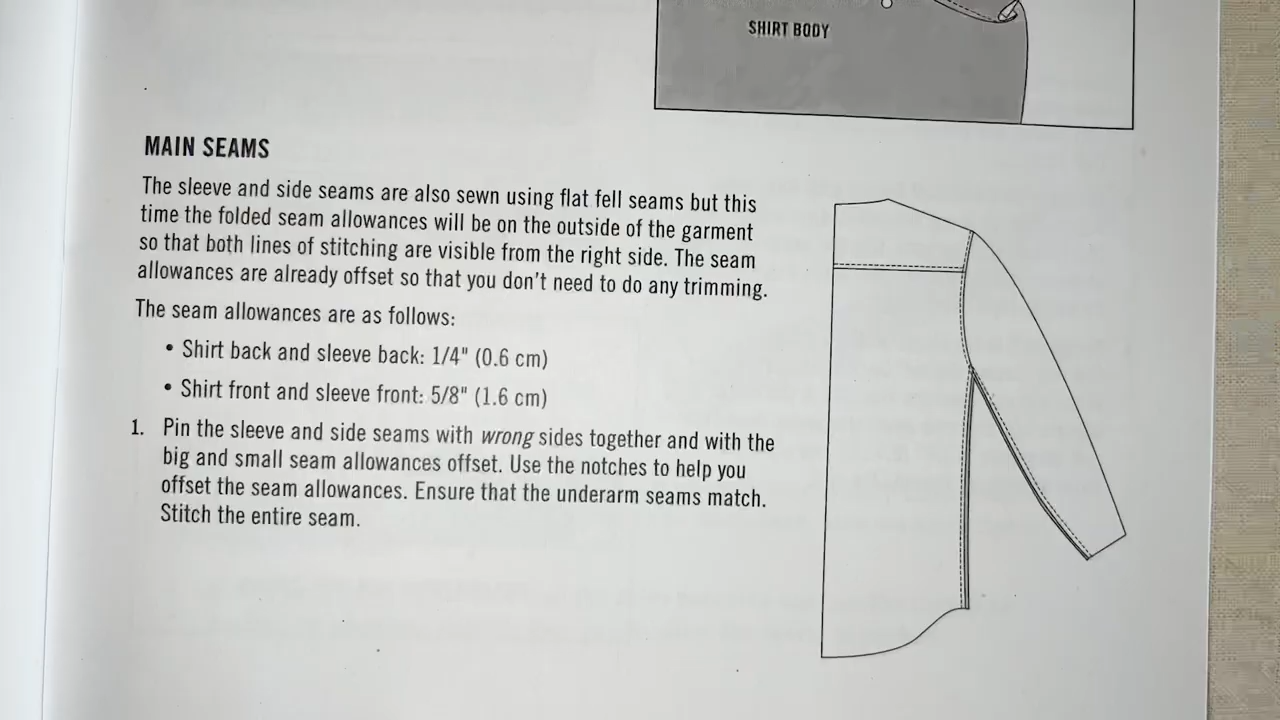 SHIRT BODY
MAIN SEAMS
The sleeve and side seams are also sewn using flat fell seams but this
time the folded seam allowances will be on the outside of the garment
so that both lines of stitching are visible from the right side. The seam
allowances are already offset so that you don't need to do any trimming.
The seam allowances are as follows:
• Shirt back and sleeve back: 1/4" (0.6 cm)
• Shirt front and sleeve front: 5/8" (1.6 cm)
1. Pin the sleeve and side seams with wrong sides together and with the
big and small seam allowances offset. Use the notches to help you
offset the seam allowances. Ensure that the underarm seams match.
Stitch the entire seam.